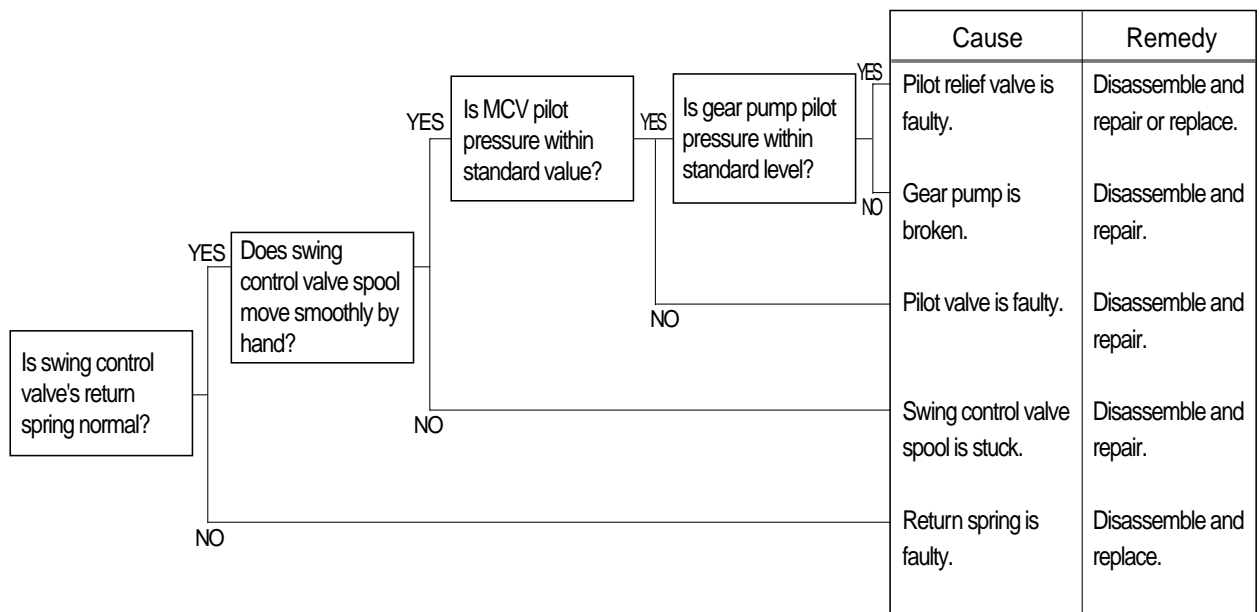 Cause
Remedy
YES
Pilot relief valve is
faulty.
Disassemble and
repair or replace.
YES
Is MCV pilot
pressure within
standard value?
YES
Is gear pump pilot
pressure within
standard level?
NO
Gear pump is
broken.
Disassemble and
repair.
YES
Does swing
control valve spool
move smoothly by
hand?
NO
Pilot valve is faulty.
Disassemble and
repair.
Is swing control
valve's return
spring normal?
NO
Swing control valve
spool is stuck.
Disassemble and
repair.
NO
Return spring is
faulty.
Disassemble and
replace.